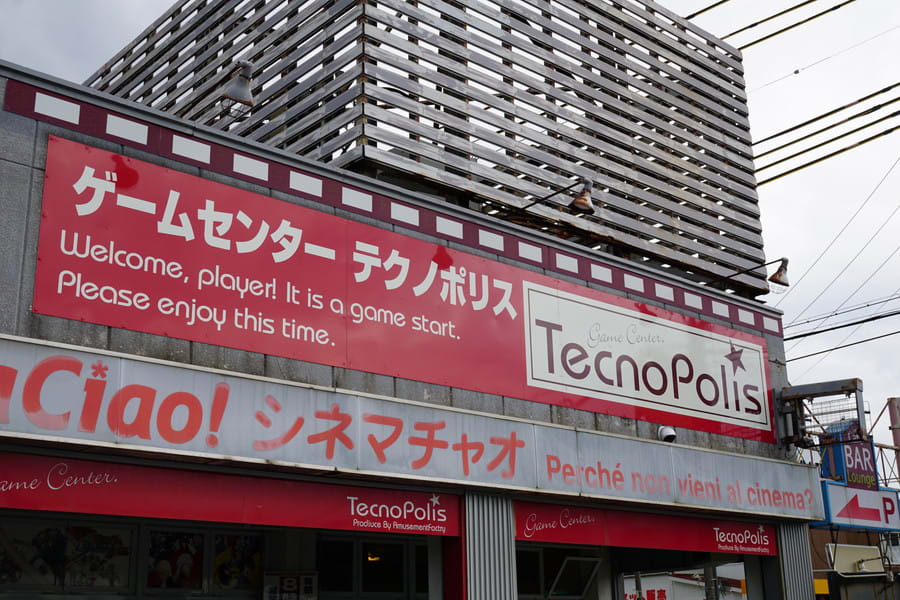 ゲームセンター テクノポリス
Welcome, player! It is a game start.
Please enjoy this time.
Game Center.
TecnoPolis
Ciao! シネマチャオ
Perché non vieni al cinema?
Game Center.
TecnoPolis
Produce By AmusementFactry
Game Center.
TecnoPolis
Produce By AmusementFactry
BAR
Lounge
P